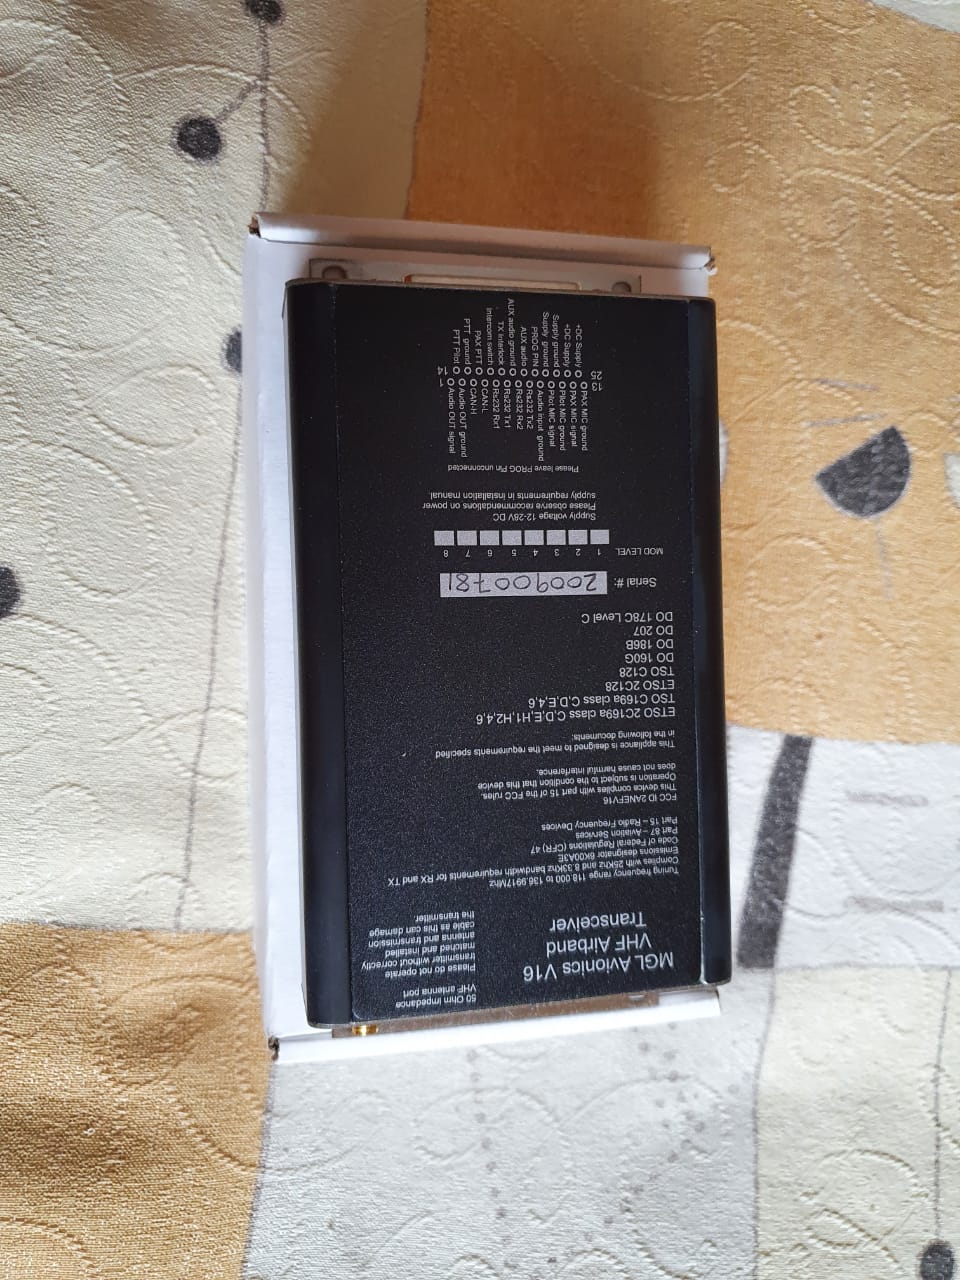 MGL Avionics V16
VHF Airband
Transceiver
50 Ohm impedance
VHF antenna port
Please do not operate
transmitter without correctly
matched and installed
antenna and transmission
cable as this can damage
the transmitter
Tuning frequency range 118.000 to 136.9917Mhz
Complies with 25Khz and 8.33Khz bandwidth requirements for RX and TX
Emissions designator 6K00A3E
Code of Federal Regulations (CFR) 47
Part 87 – Aviation Services
Part 15 – Radio Frequency Devices
FCC ID 2ANEFV16
This device complies with part 15 of the FCC rules.
Operation is subject to the condition that this device
does not cause harmful interference.
This appliance is designed to meet the requirements specified
in the following documents:
ETSO 2C169a class C,D,E,H1,H2,4,6
TSO C169a class C,D,E,4,6
ETSO 2C128
TSO C128
DO 160G
DO 186B
DO 207
DO 178C Level C
Serial #: 200900781
MOD LEVEL 1 2 3 4 5 6 7 8
Supply voltage 12-28V DC
Please observe recommendations on power
supply requirements in installation manual.
Please leave PROG Pin unconnected
13
PAX MIC ground
PAX MIC signal
Pilot MIC ground
Pilot MIC signal
Audio input ground
Rs232 Tx2
Rs232 Rx2
Rs232 Tx1
Rs232 Rx1
CAN-L
CAN-H
Audio OUT ground
Audio OUT signal
1
25
+DC Supply
+DC Supply
Supply ground
Supply ground
PROG PIN
AUX audio
AUX audio ground
TX Interlock
Intercom switch
PAX PTT
PTT ground
PTT Pilot
14